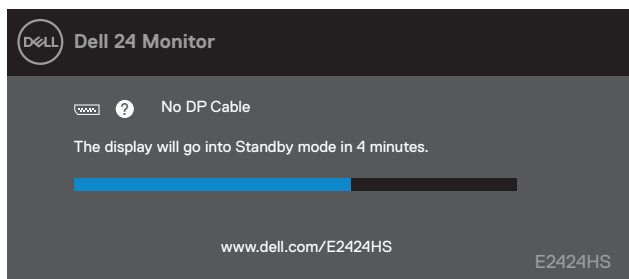 DELL Dell 24 Monitor
? No DP Cable
The display will go into Standby mode in 4 minutes.
www.dell.com/E2424HS
E2424HS